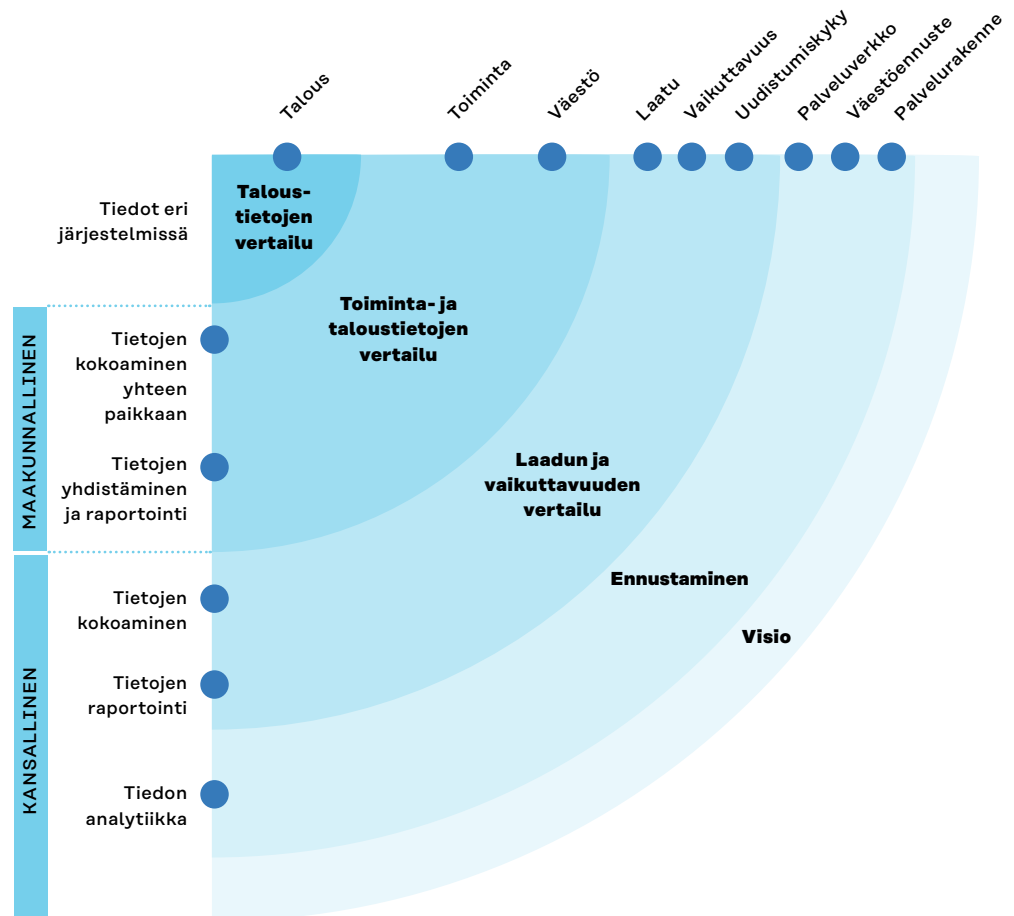 Talous
Toiminta
Väestö
Laatu
Vaikuttavuus
Uudistumiskyky
Palveluverkko
Väestöennuste
Palvelurakenne
Tiedot eri
järjestelmissä
Talous-
tietojen
vertailu
MAAKUNNALLINEN
Tietojen
kokoaminen
yhteen
paikkaan
Toiminta- ja
taloustietojen
vertailu
Tietojen
yhdistäminen
ja raportointi
Laadun ja
vaikuttavuuden
vertailu
KANSALLINEN
Tietojen
kokoaminen
Ennustaminen
Visio
Tietojen
raportointi
Tiedon
analytiikka